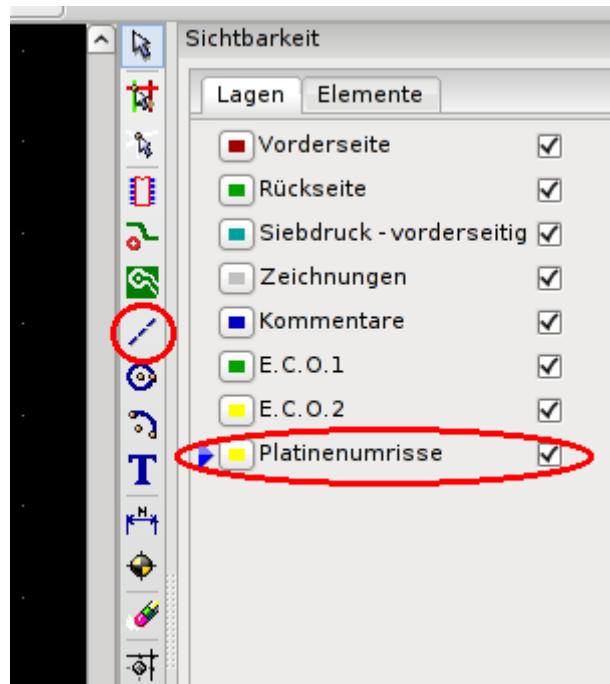 Sichtbarkeit
Lagen Elemente
Vorderseite
Rückseite
Siebdruck - vorderseitig
Zeichnungen
Kommentare
E.C.O.1
E.C.O.2
Platinenumrisse
T
N